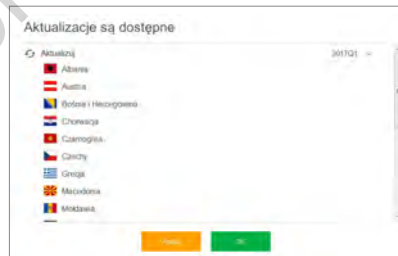 Aktualizacje są dostępne
Aktualizuj 2017Q1
Albania
Austria
Bośnia i Hercegowina
Chorwacja
Czarnogóra
Czechy
Grecja
Macedonia
Mołdawia
OK